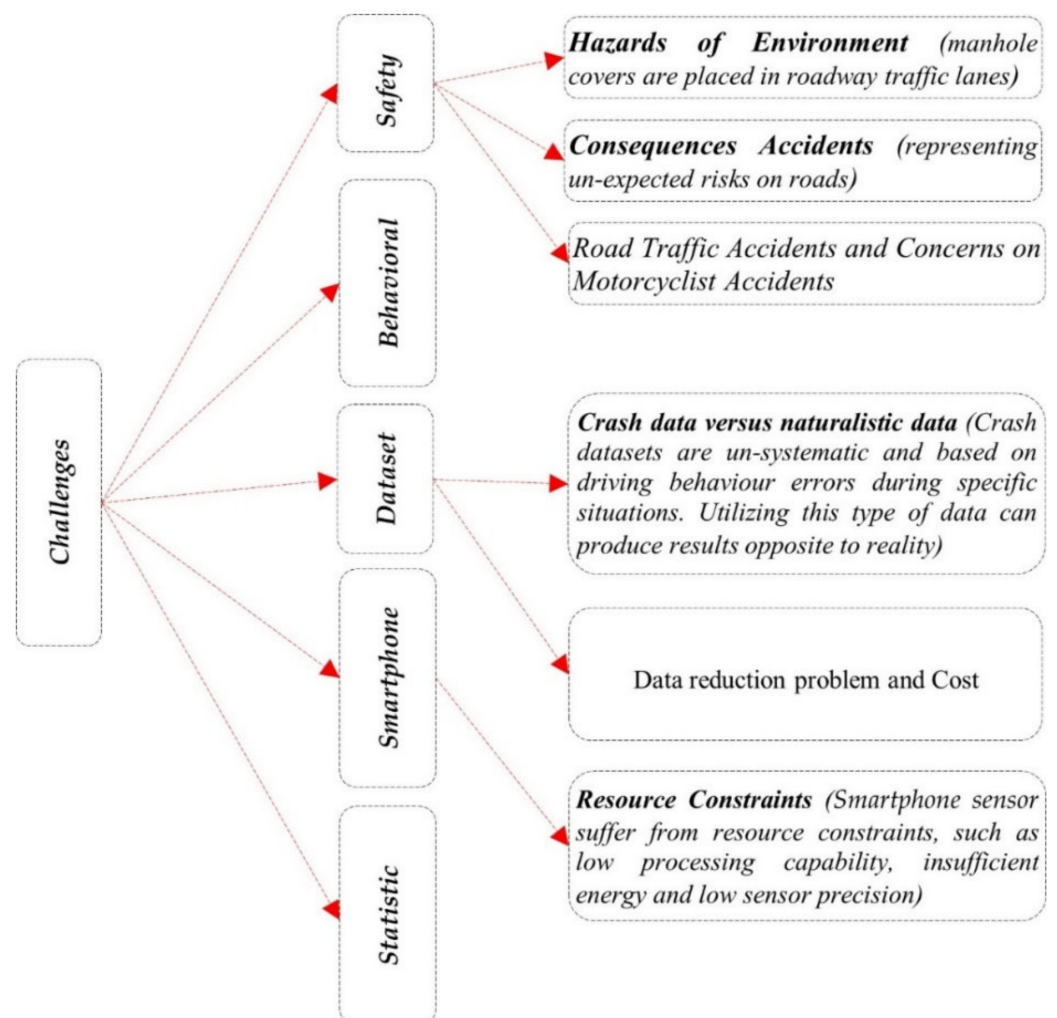 Challenges
Safety
Hazards of Environment (manhole
covers are placed in roadway traffic lanes)
Consequences Accidents (representing
un-expected risks on roads)
Road Traffic Accidents and Concerns on
Motorcyclist Accidents
Behavioral
Dataset
Crash data versus naturalistic data (Crash
datasets are un-systematic and based on
driving behaviour errors during specific
situations. Utilizing this type of data can
produce results opposite to reality)
Data reduction problem and Cost
Smartphone
Resource Constraints (Smartphone sensor
suffer from resource constraints, such as
low processing capability, insufficient
energy and low sensor precision)
Statistic